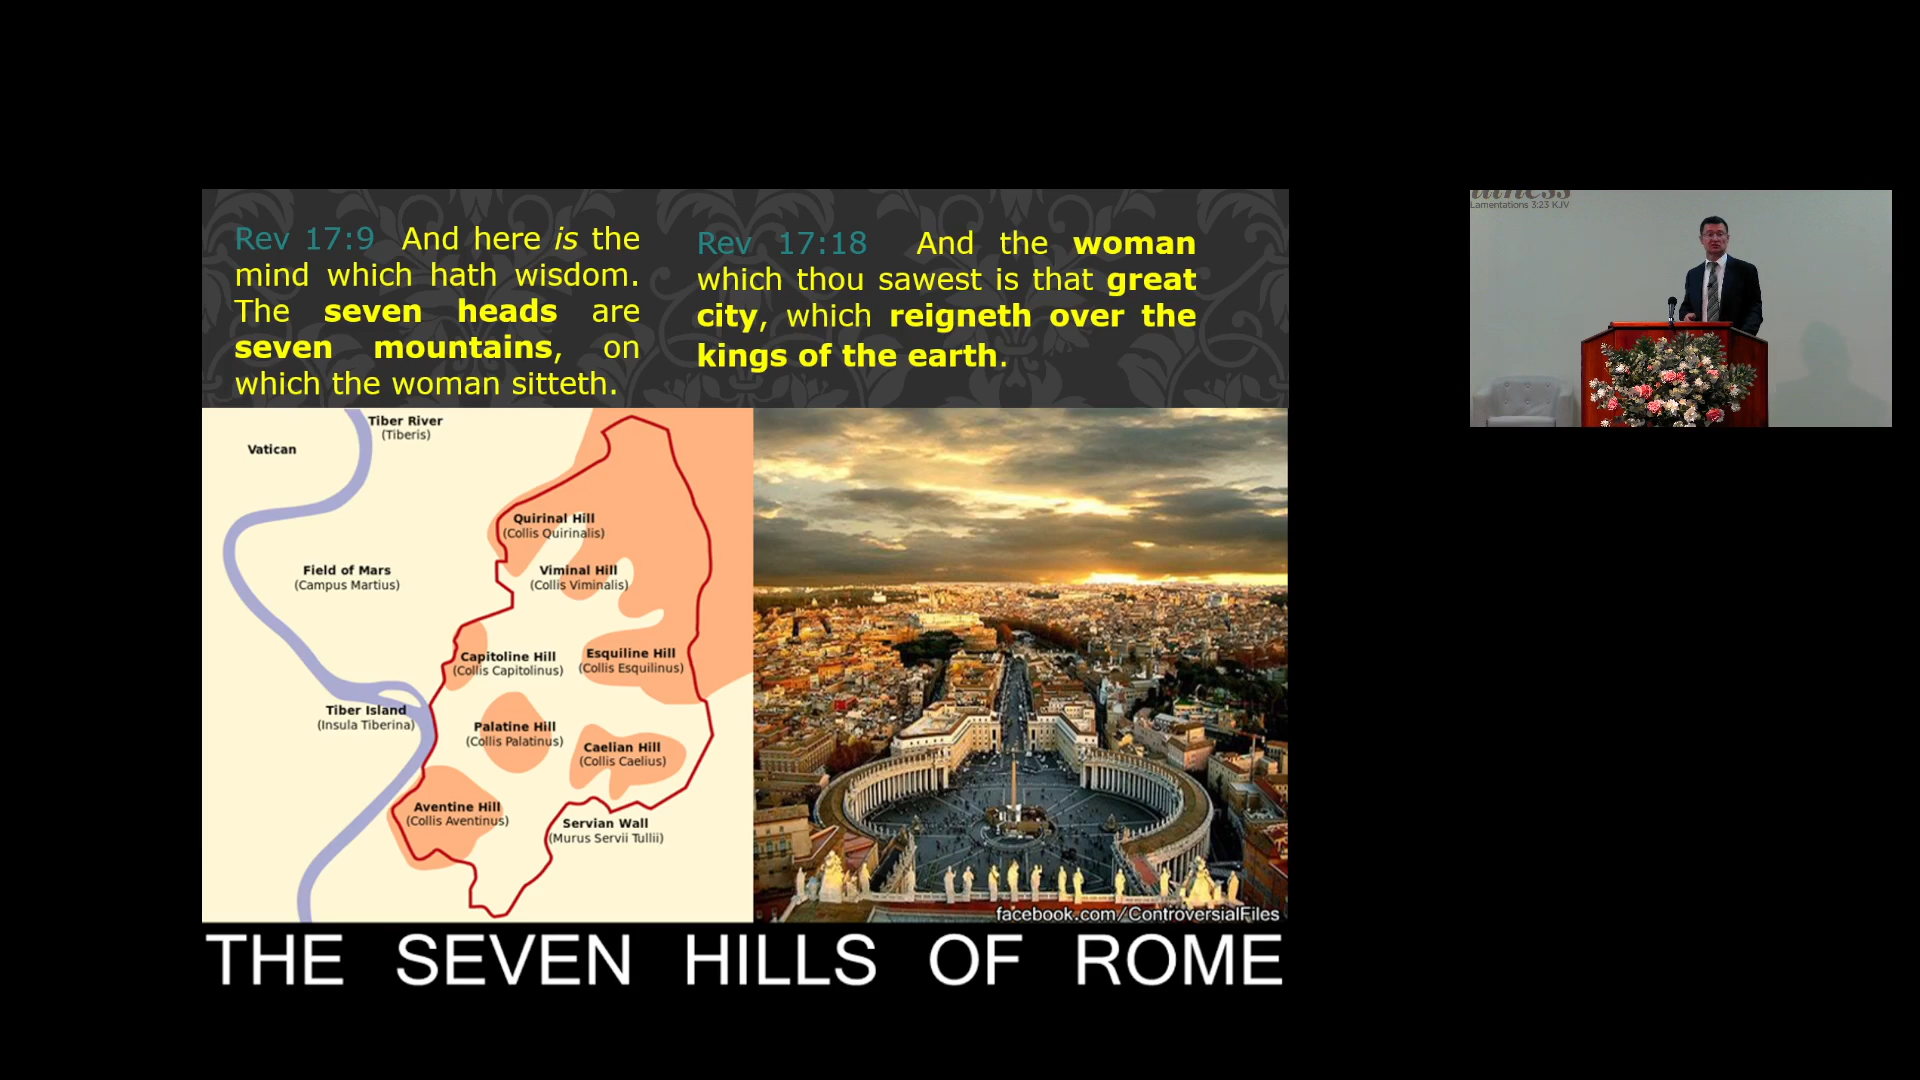 Rev 17:9 And here is the
mind which hath wisdom.
The seven heads are
seven mountains, on
which the woman sitteth.
Rev 17:18 And the woman
which thou sawest is that great
city, which reigneth over the
kings of the earth.
Tiber River
(Tiberis)
Vatican
Quirinal Hill
(Collis Quirinalis)
Field of Mars
(Campus Martius)
Viminal Hill
(Collis Viminalis)
Capitoline Hill
(Collis Capitolinus)
Esquiline Hill
(Collis Esquilinus)
Tiber Island
(Insula Tiberina)
Palatine Hill
(Collis Palatinus)
Caelian Hill
(Collis Caelius)
Aventine Hill
(Collis Aventinus)
Servian Wall
(Murus Servii Tullii)
facebook.com/ControversialFiles
THE SEVEN HILLS OF ROME
Lamentations 3:23 KJV